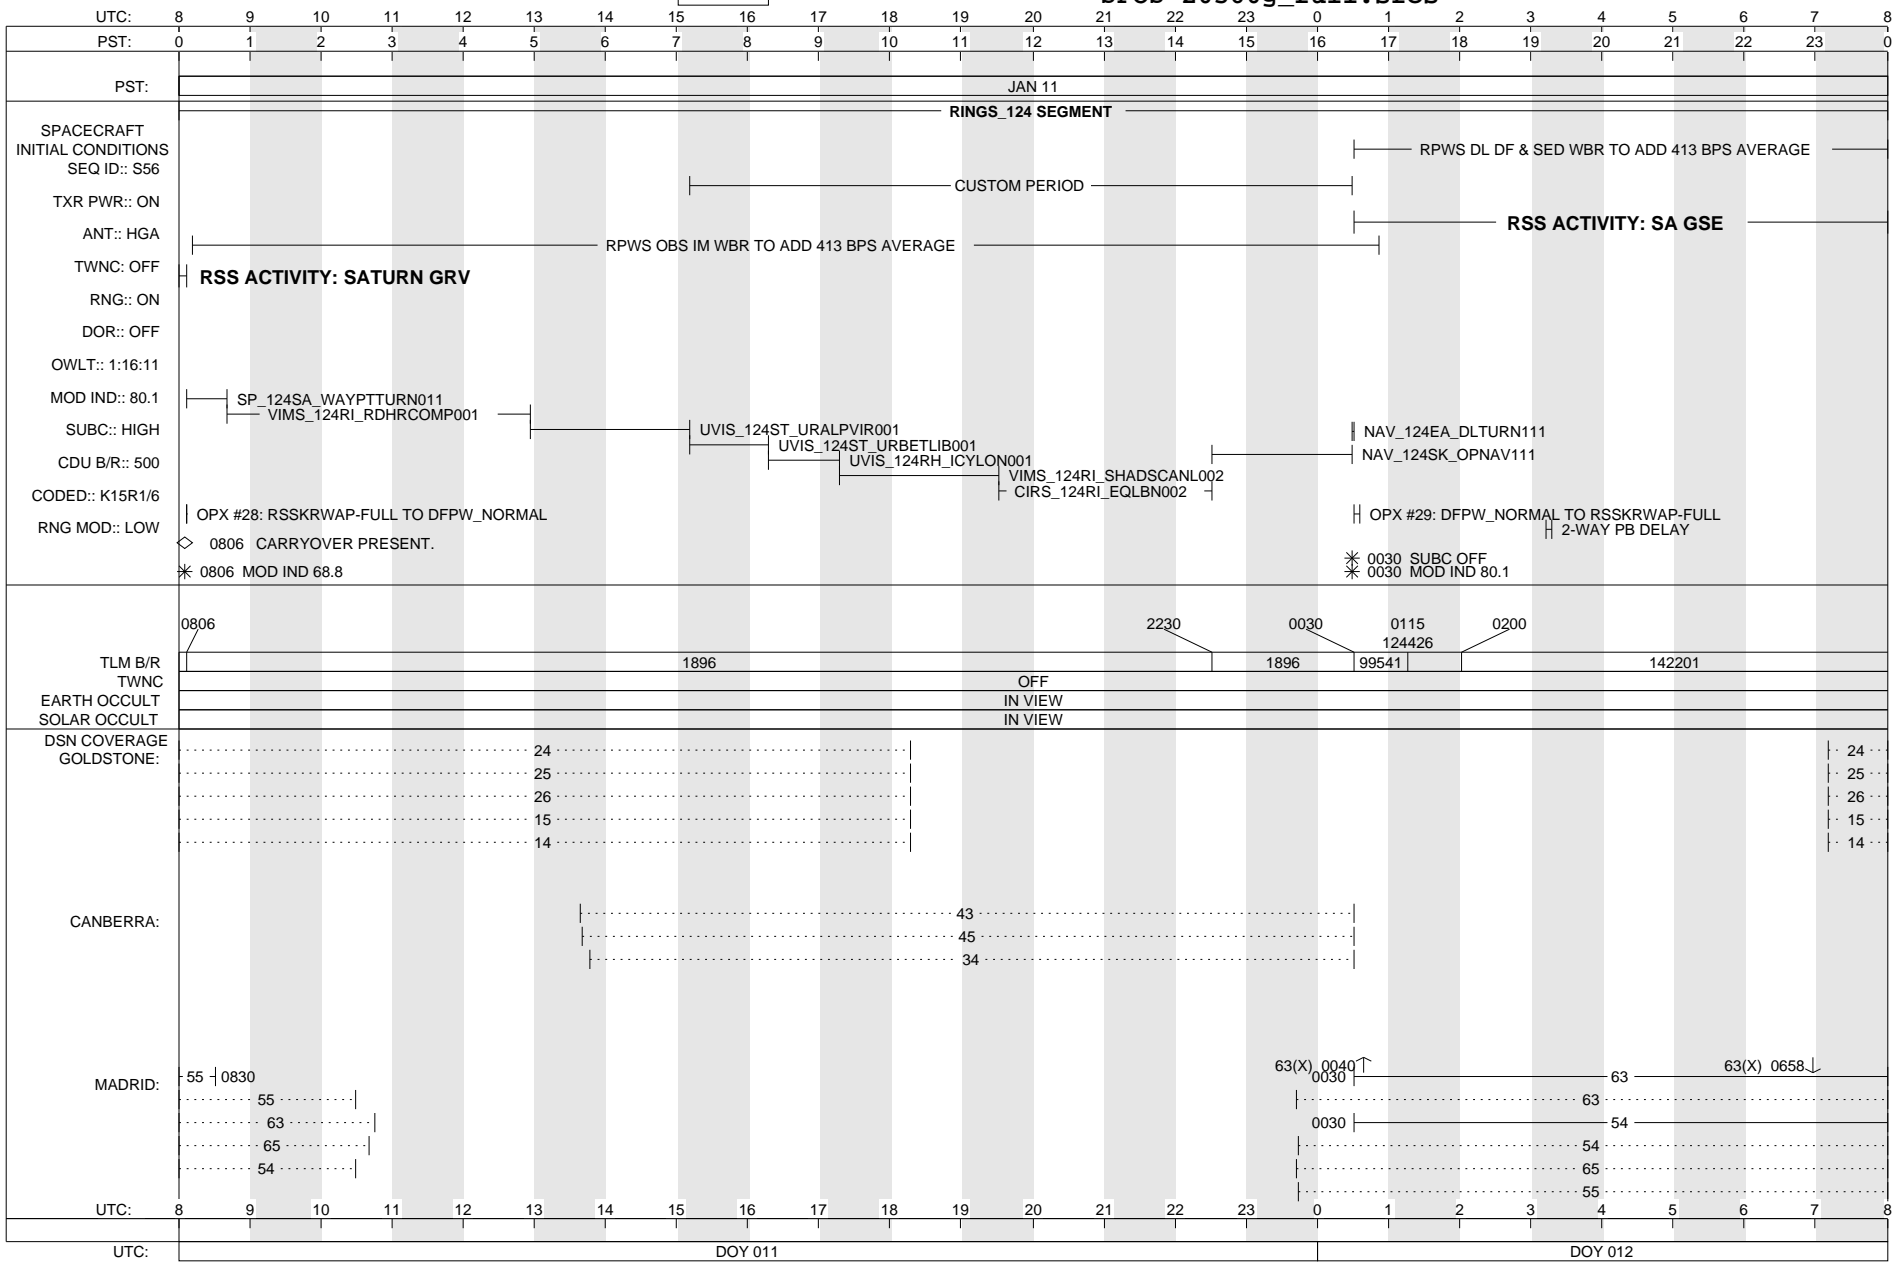 UTC: 8 9 10 11 12 13 14 15 16 17 18 19 20 21 22 23 0 1 2 3 4 5 6 7 8
PST: 0 1 2 3 4 5 6 7 8 9 10 11 12 13 14 15 16 17 18 19 20 21 22 23 0
PST: JAN 11
RINGS_124 SEGMENT
SPACECRAFT
INITIAL CONDITIONS
RPWS DL DF & SED WBR TO ADD 413 BPS AVERAGE
SEQ ID:: S56
CUSTOM PERIOD
TXR PWR:: ON
RSS ACTIVITY: SA GSE
ANT:: HGA
RPWS OBS IM WBR TO ADD 413 BPS AVERAGE
TWNC: OFF
RSS ACTIVITY: SATURN GRV
RNG:: ON
DOR:: OFF
OWLT:: 1:16:11
MOD IND:: 80.1
SP_124SA_WAYPTTURN011
VIMS_124RI_RDHRCOMP001
SUBC:: HIGH
UVIS_124ST_URALPVIR001
NAV_124EA_DLTURN111
UVIS_124ST_URBETLIB001
NAV_124SK_OPNAV111
CDU B/R:: 500
UVIS_124RH_ICYLON001
VIMS_124RI_SHADSCANL002
CIRS_124RI_EQLBN002
CODED:: K15R1/6
OPX #28: RSSKRWAP-FULL TO DFPW_NORMAL
OPX #29: DFPW_NORMAL TO RSSKRWAP-FULL
RNG MOD:: LOW
2-WAY PB DELAY
0806 CARRYOVER PRESENT.
0030 SUBC OFF
0806 MOD IND 68.8
0030 MOD IND 80.1
0806 2230 0030 0115 0200
124426
TLM B/R 1896 1896 99541 142201
TWNC OFF
EARTH OCCULT IN VIEW
SOLAR OCCULT IN VIEW
DSN COVERAGE
GOLDSTONE:
24 24
25 25
26 26
15 15
14 14
CANBERRA:
43
45
34
63(X) 0040 63(X) 0658
MADRID: 55 0830 0030 63
55 63
63 0030 54
65 54
54 65
55
UTC: 8 9 10 11 12 13 14 15 16 17 18 19 20 21 22 23 0 1 2 3 4 5 6 7 8
UTC: DOY 011 DOY 012